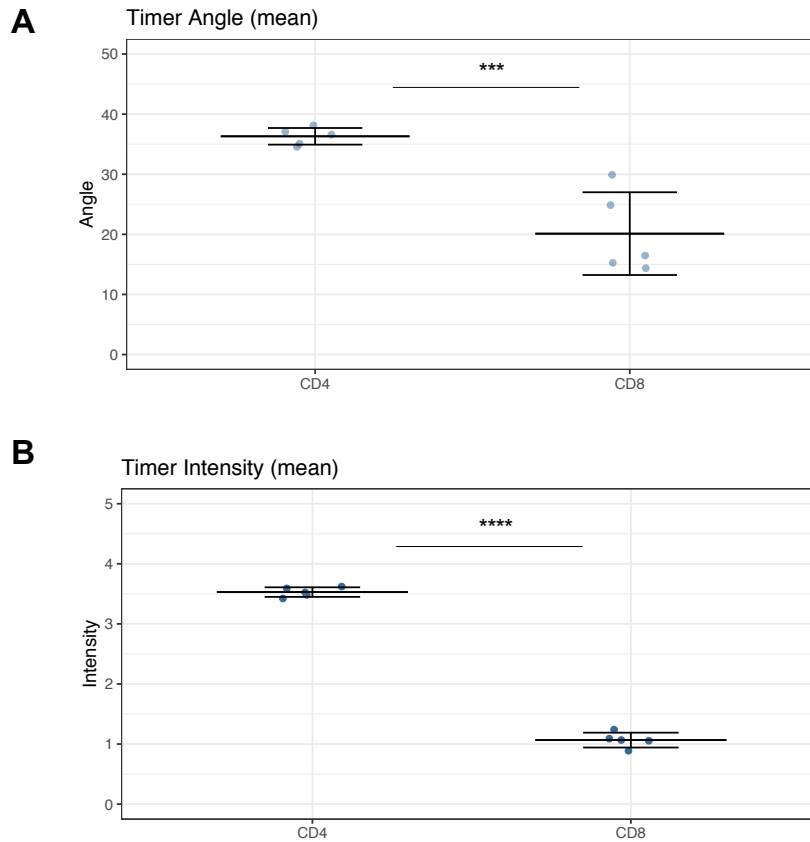 A
Timer Angle (mean)
50
***
40
30
Angle
20
10
0
CD4 CD8
B
Timer Intensity (mean)
5
****
4
3
Intensity
2
1
0
CD4 CD8